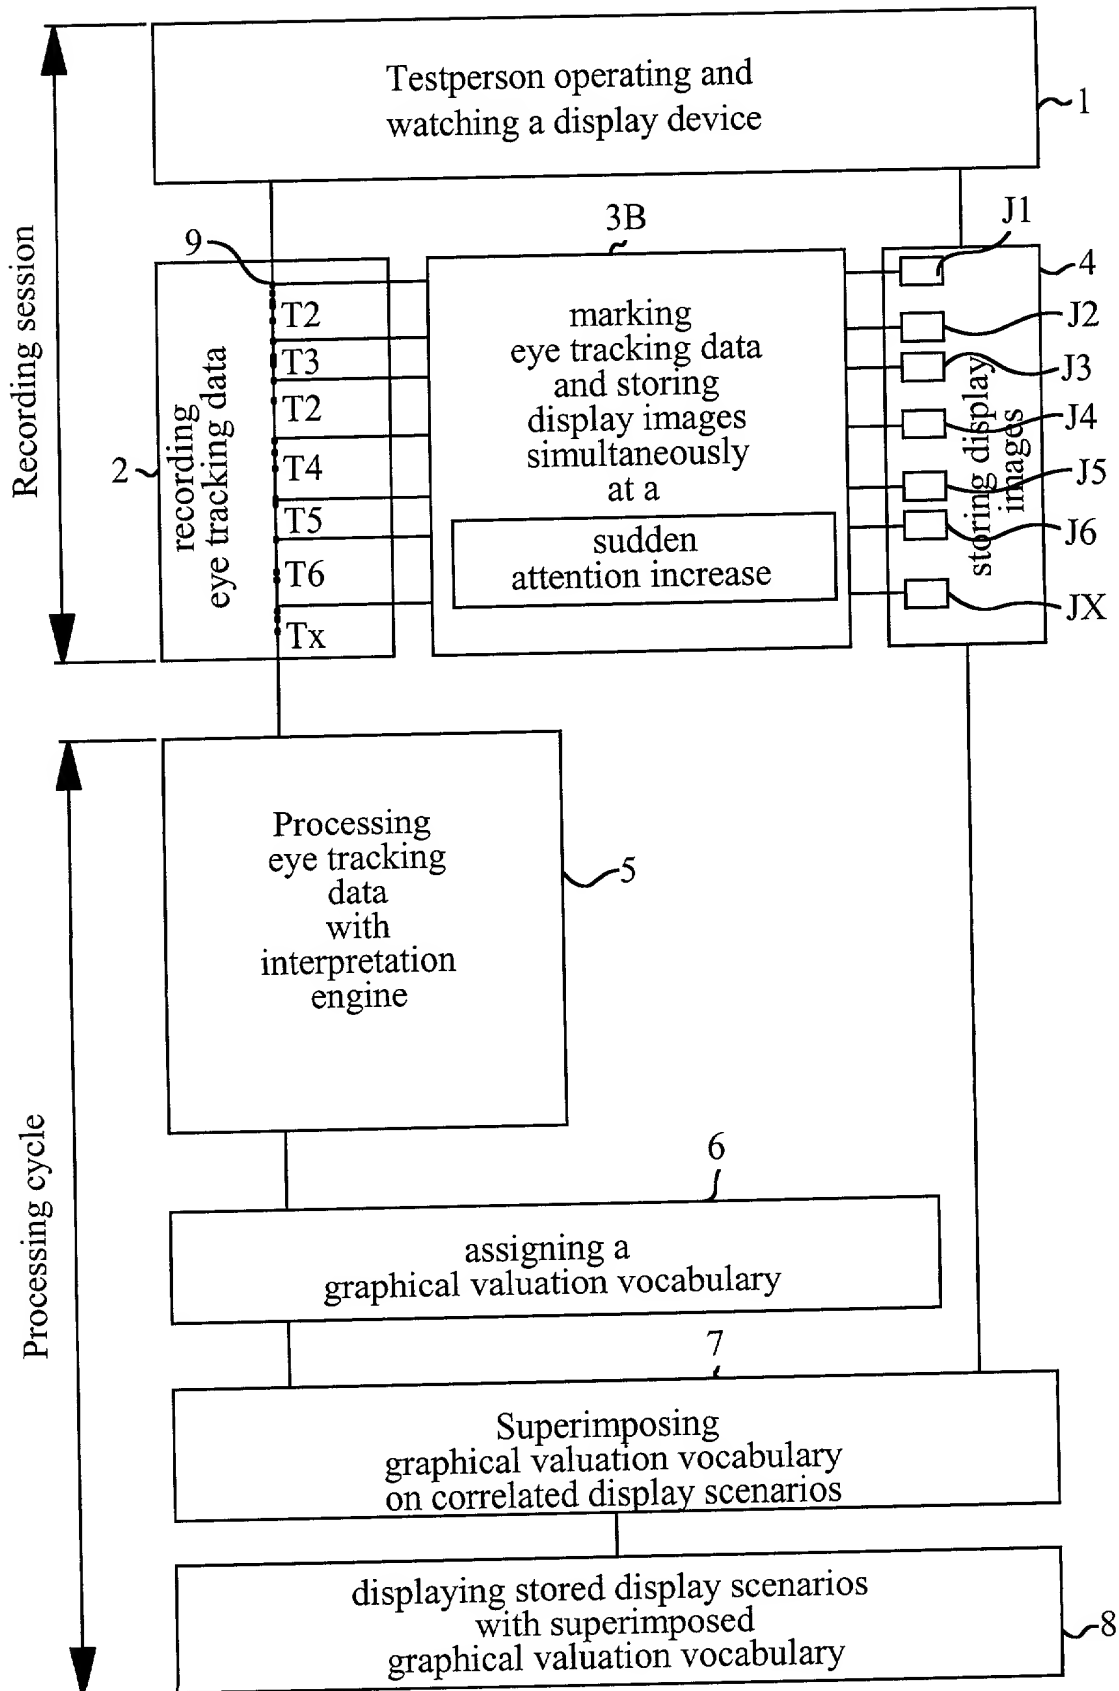 Testperson operating and
watching a display device
1
Recording session
9
3B
J1
4
recording
eye tracking data
2
T2
T3
T2
T4
T5
T6
Tx
marking
eye tracking data
and storing
display images
simultaneously
at a
sudden
attention increase
storing display
images
J2
J3
J4
J5
J6
JX
Processing cycle
Processing
eye tracking
data
with
interpretation
engine
5
6
assigning a
graphical valuation vocabulary
7
Superimposing
graphical valuation vocabulary
on correlated display scenarios
displaying stored display scenarios
with superimposed
graphical valuation vocabulary
8